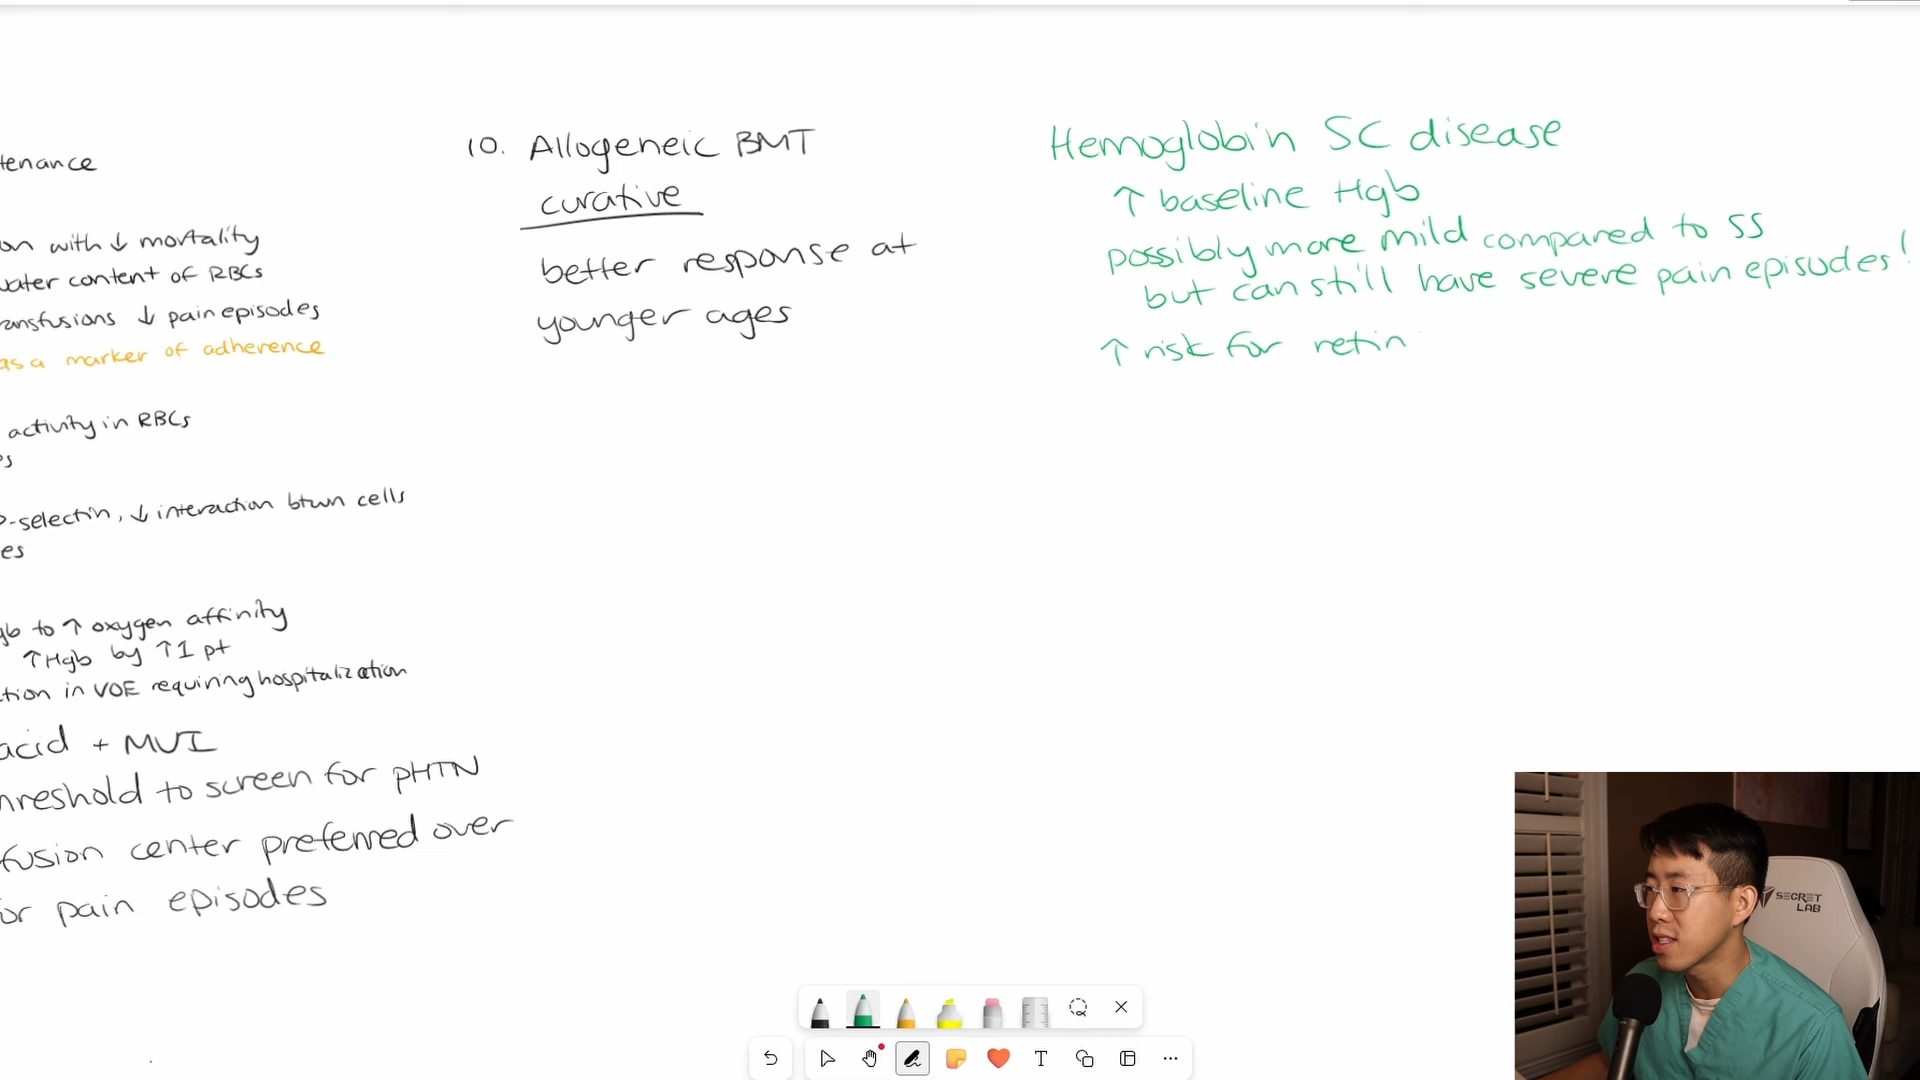 tenance
on with ↓ mortality
water content of RBCs
ansfusions ↓ pain episodes
as a marker of adherence
activity in RBCs
es
P-selectin, ↓ interaction btwn cells
es
gb to ↑ oxygen affinity
↑Hgb by ↑1 pt
tion in VOE requiring hospitalization
acid + MVI
hreshold to screen for pHTN
fusion center preferred over
or pain episodes
10. Allogeneic BMT
curative
better response at
younger ages
Hemoglobin SC disease
↑ baseline Hgb
possibly more mild compared to SS
but can still have severe pain episodes!
↑ risk for retin
SECRET
LAB
T